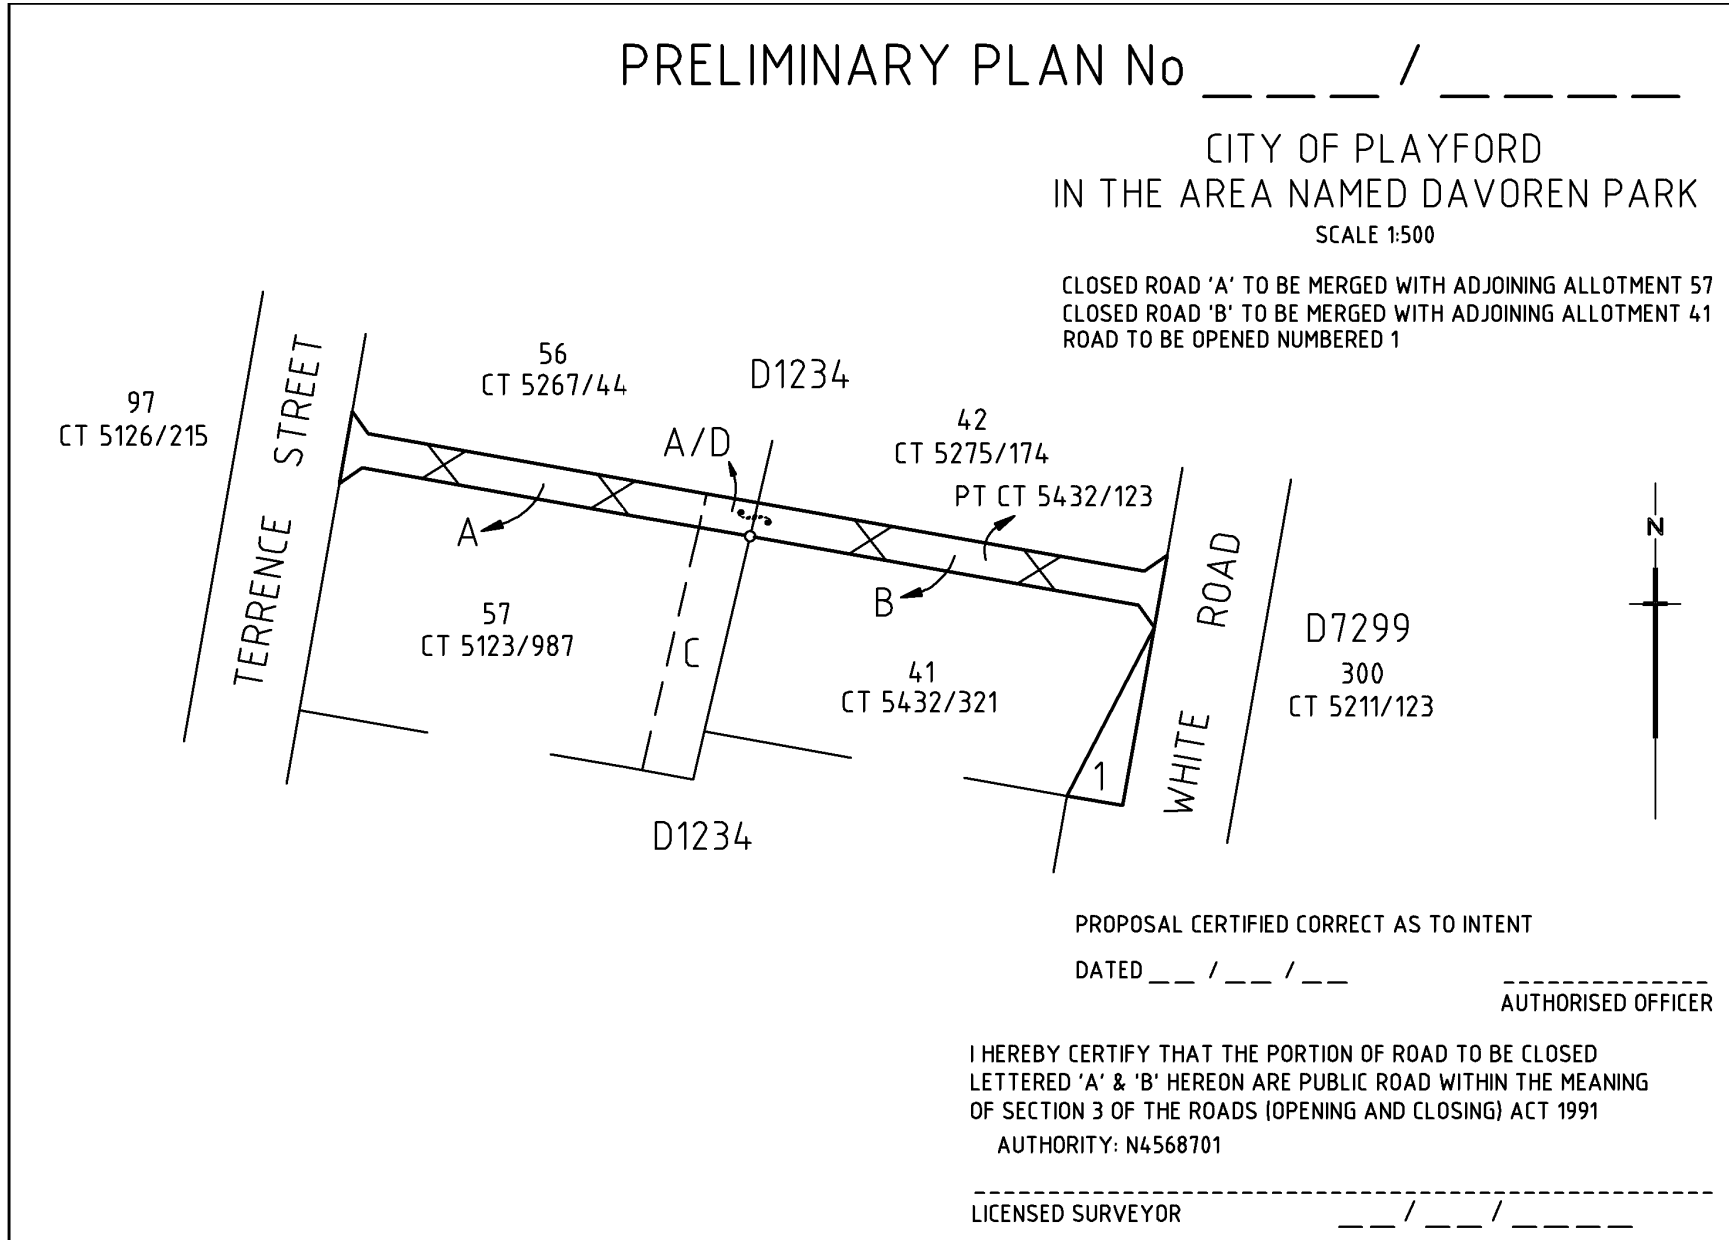 PRELIMINARY PLAN No ___ / ____
CITY OF PLAYFORD
IN THE AREA NAMED DAVOREN PARK
SCALE 1:500
CLOSED ROAD 'A' TO BE MERGED WITH ADJOINING ALLOTMENT 57
CLOSED ROAD 'B' TO BE MERGED WITH ADJOINING ALLOTMENT 41
ROAD TO BE OPENED NUMBERED 1
97
CT 5126/215
TERRENCE STREET
56
CT 5267/44
D1234
A/D
42
CT 5275/174
PT CT 5432/123
A
B
57
CT 5123/987
C
41
CT 5432/321
1
WHITE ROAD
D7299
300
CT 5211/123
N
D1234
PROPOSAL CERTIFIED CORRECT AS TO INTENT
DATED __ / __ / __
AUTHORISED OFFICER
I HEREBY CERTIFY THAT THE PORTION OF ROAD TO BE CLOSED
LETTERED 'A' & 'B' HEREON ARE PUBLIC ROAD WITHIN THE MEANING
OF SECTION 3 OF THE ROADS (OPENING AND CLOSING) ACT 1991
AUTHORITY: N4568701
LICENSED SURVEYOR __ / __ / ____